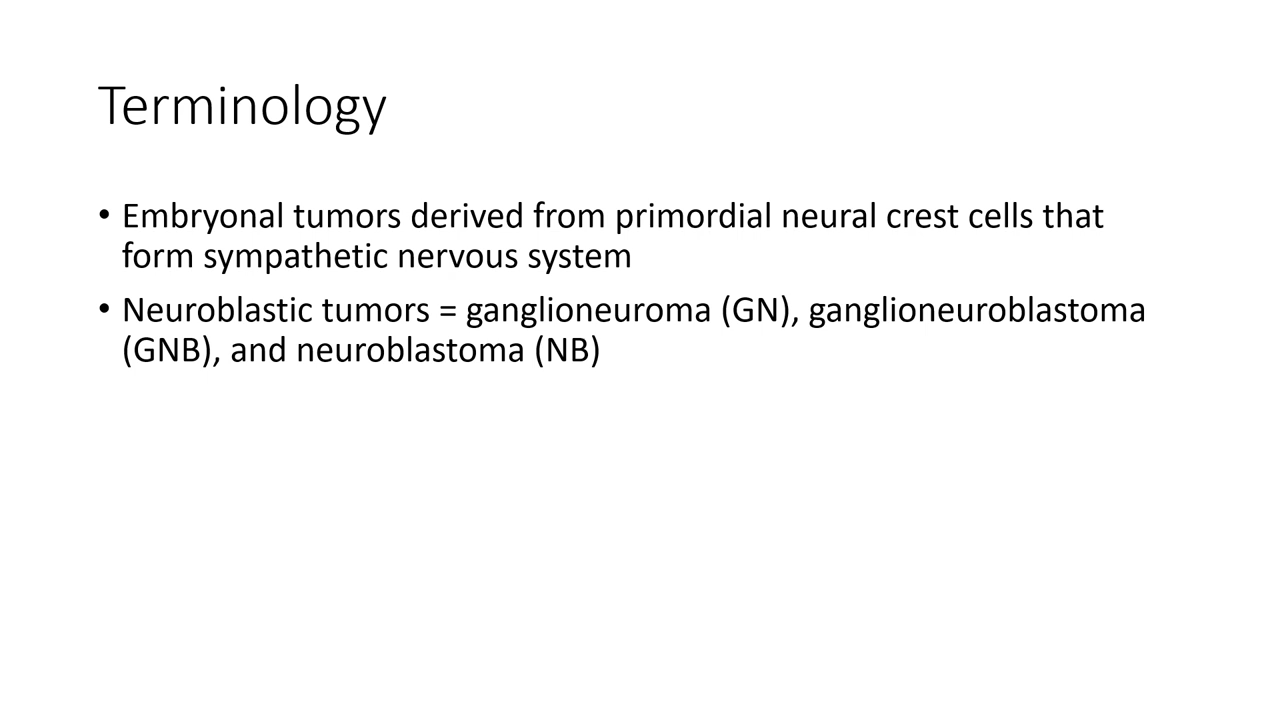 Terminology
• Embryonal tumors derived from primordial neural crest cells that
form sympathetic nervous system
• Neuroblastic tumors = ganglioneuroma (GN), ganglioneuroblastoma
(GNB), and neuroblastoma (NB)